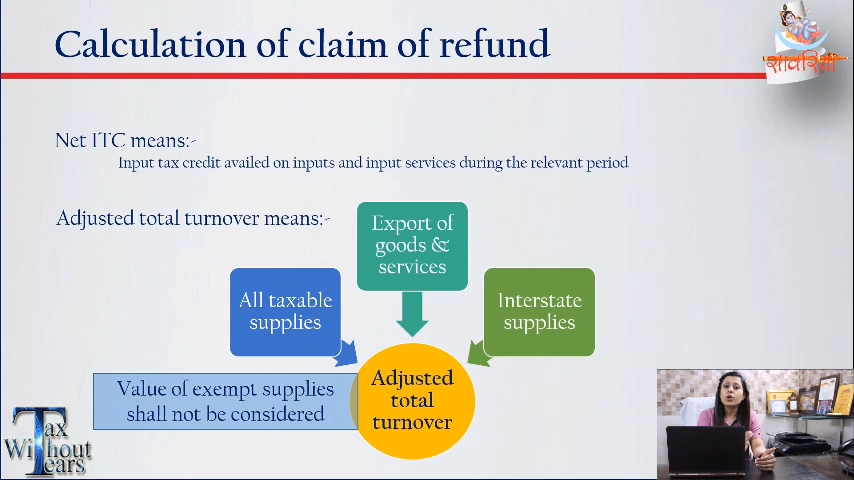 Calculation of claim of refund
सावरिया
Net ITC means:-
Input tax credit availed on inputs and input services during the relevant period
Adjusted total turnover means:-
Export of
goods &
services
All taxable
supplies
Interstate
supplies
Value of exempt supplies
shall not be considered
Adjusted
total
turnover
Tax
Without
Tears